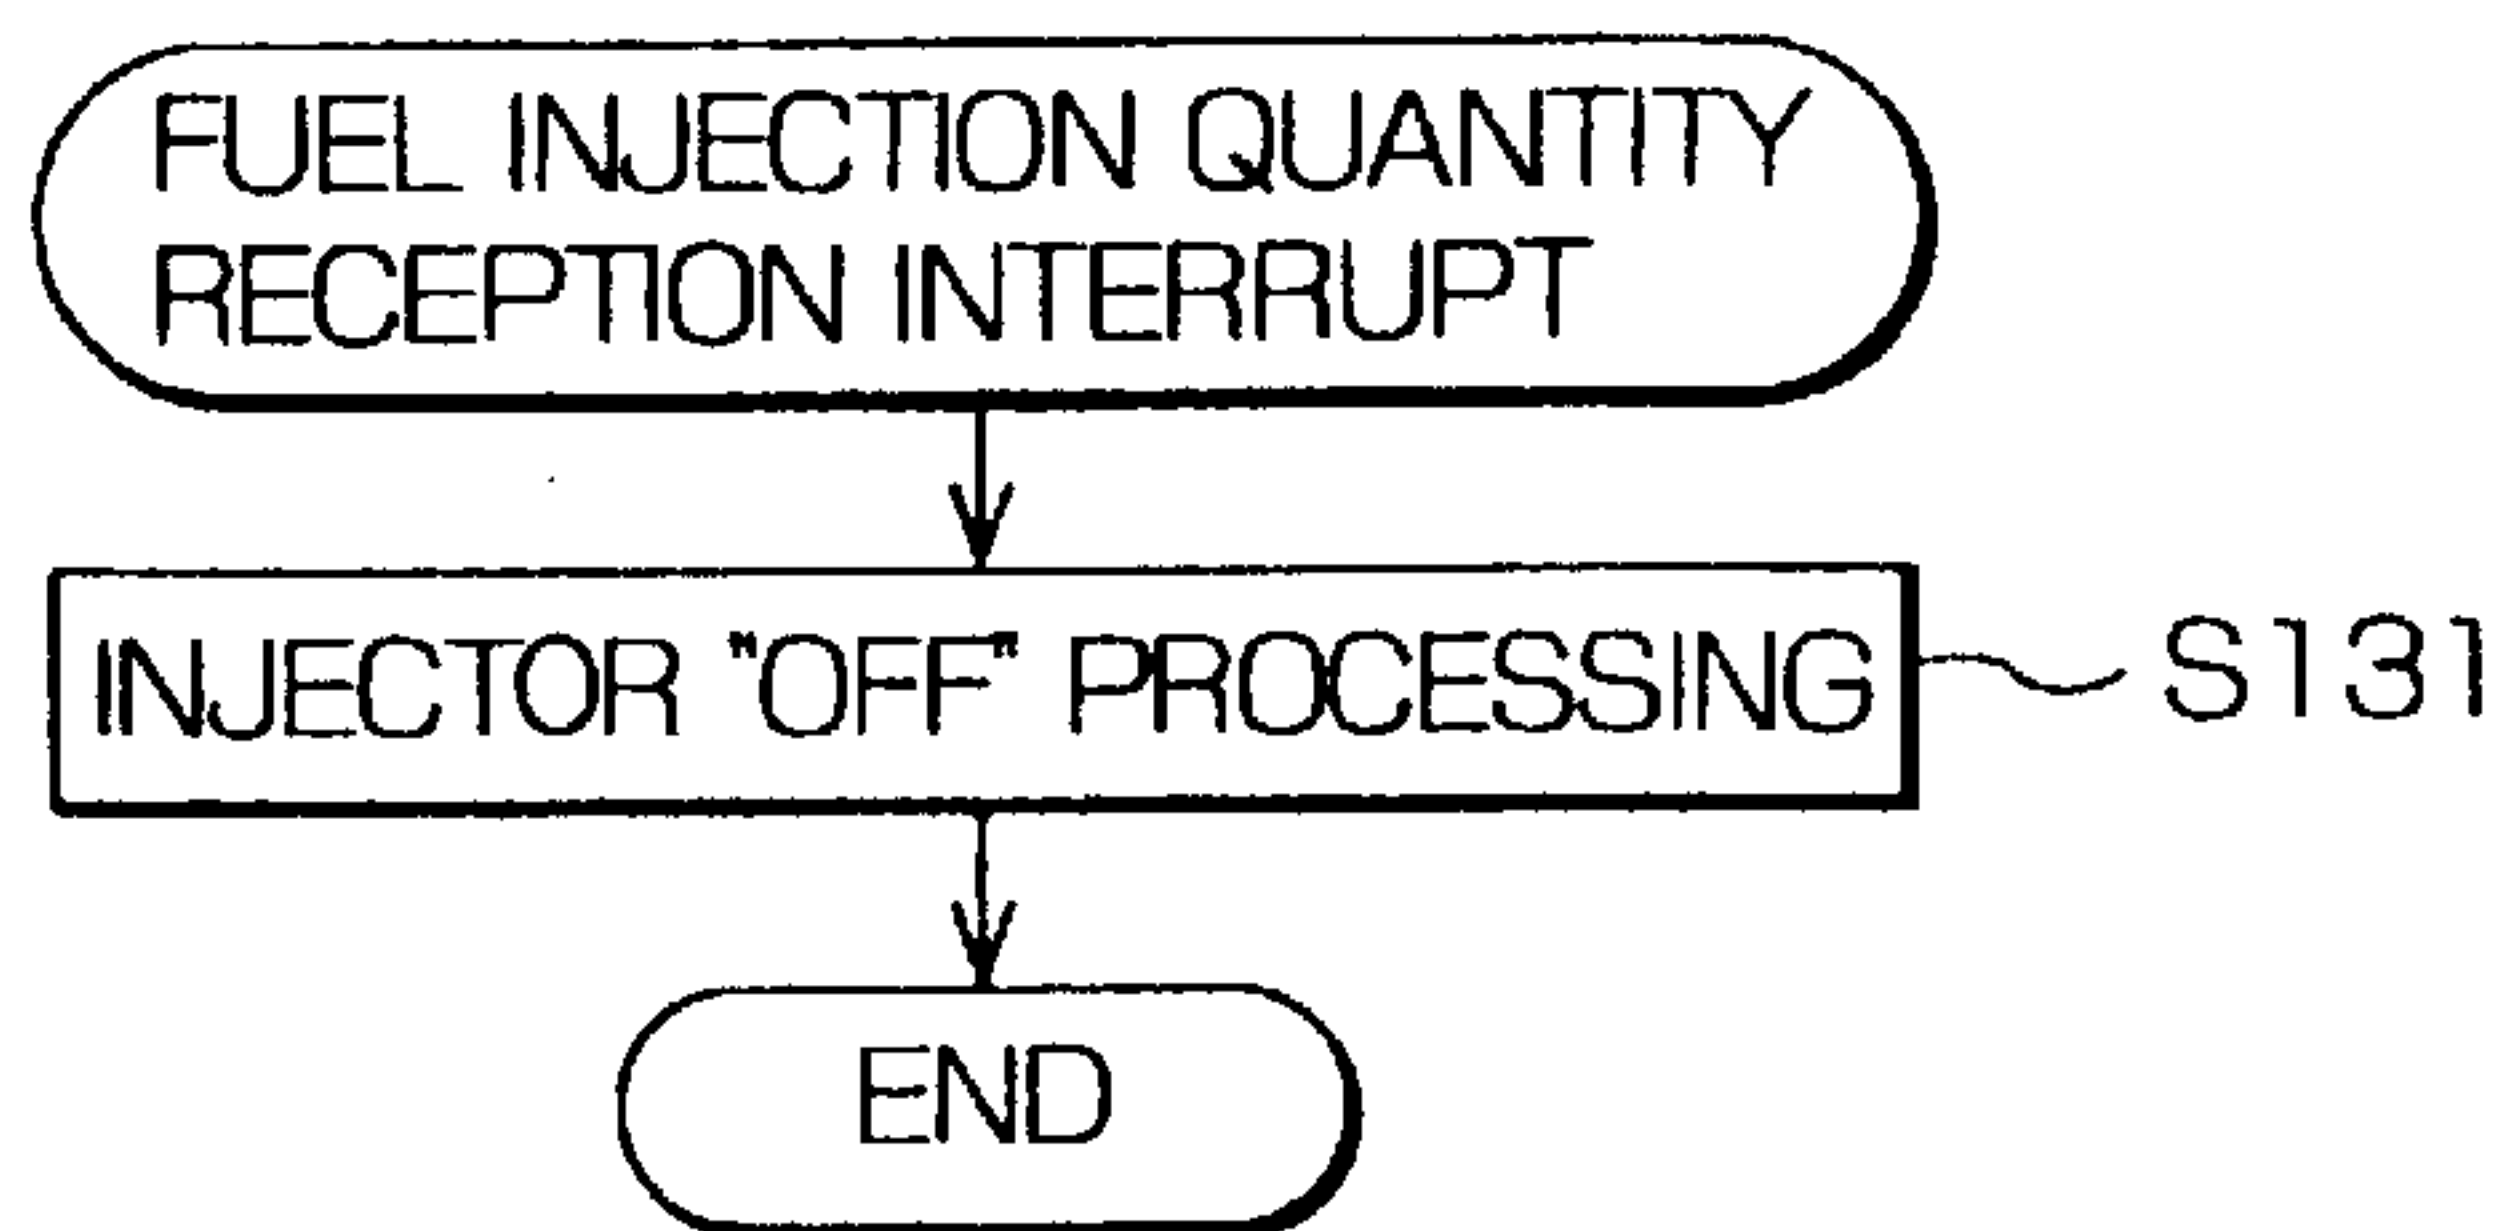 FUEL INJECTION QUANTITY
RECEPTION INTERRUPT
INJECTOR "OFF" PROCESSING
S131
END